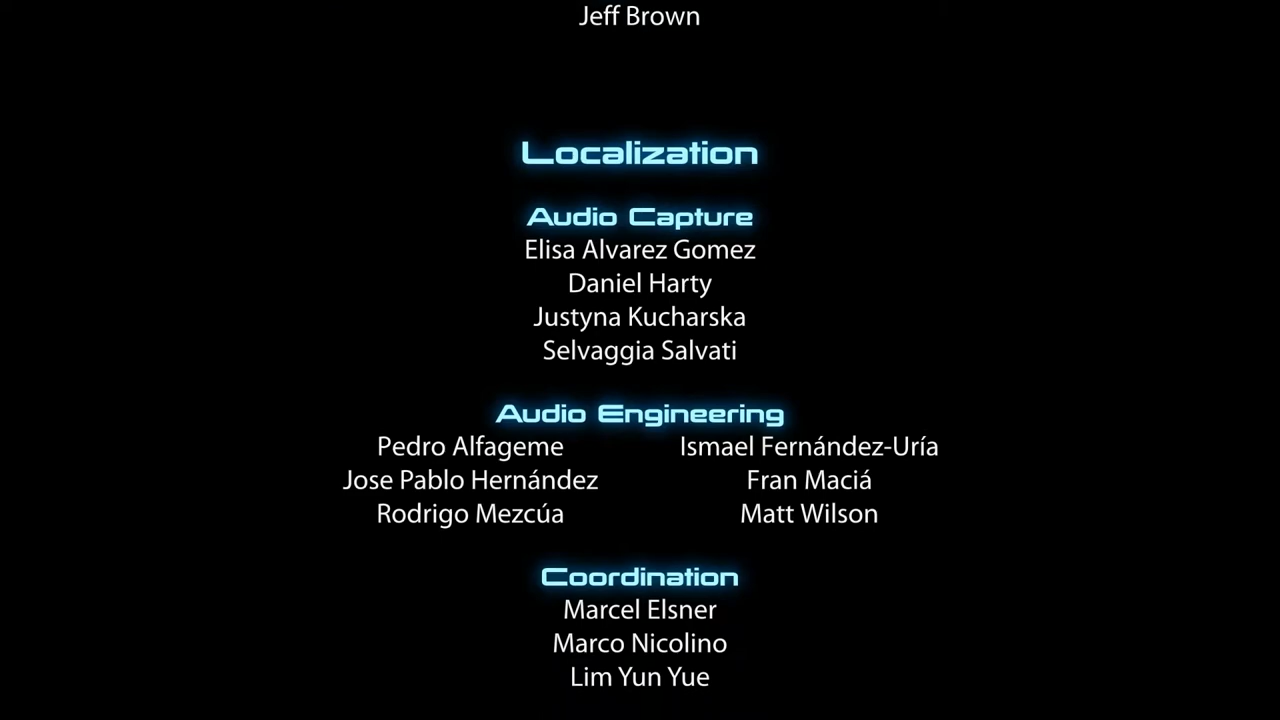 Jeff Brown
Localization
Audio Capture
Elisa Alvarez Gomez
Daniel Harty
Justyna Kucharska
Selvaggia Salvati
Audio Engineering
Pedro Alfageme Ismael Fernández-Uría
Jose Pablo Hernández Fran Maciá
Rodrigo Mezcúa Matt Wilson
Coordination
Marcel Elsner
Marco Nicolino
Lim Yun Yue